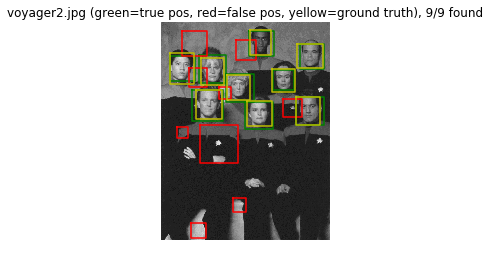 voyager2.jpg (green=true pos, red=false pos, yellow=ground truth), 9/9 found